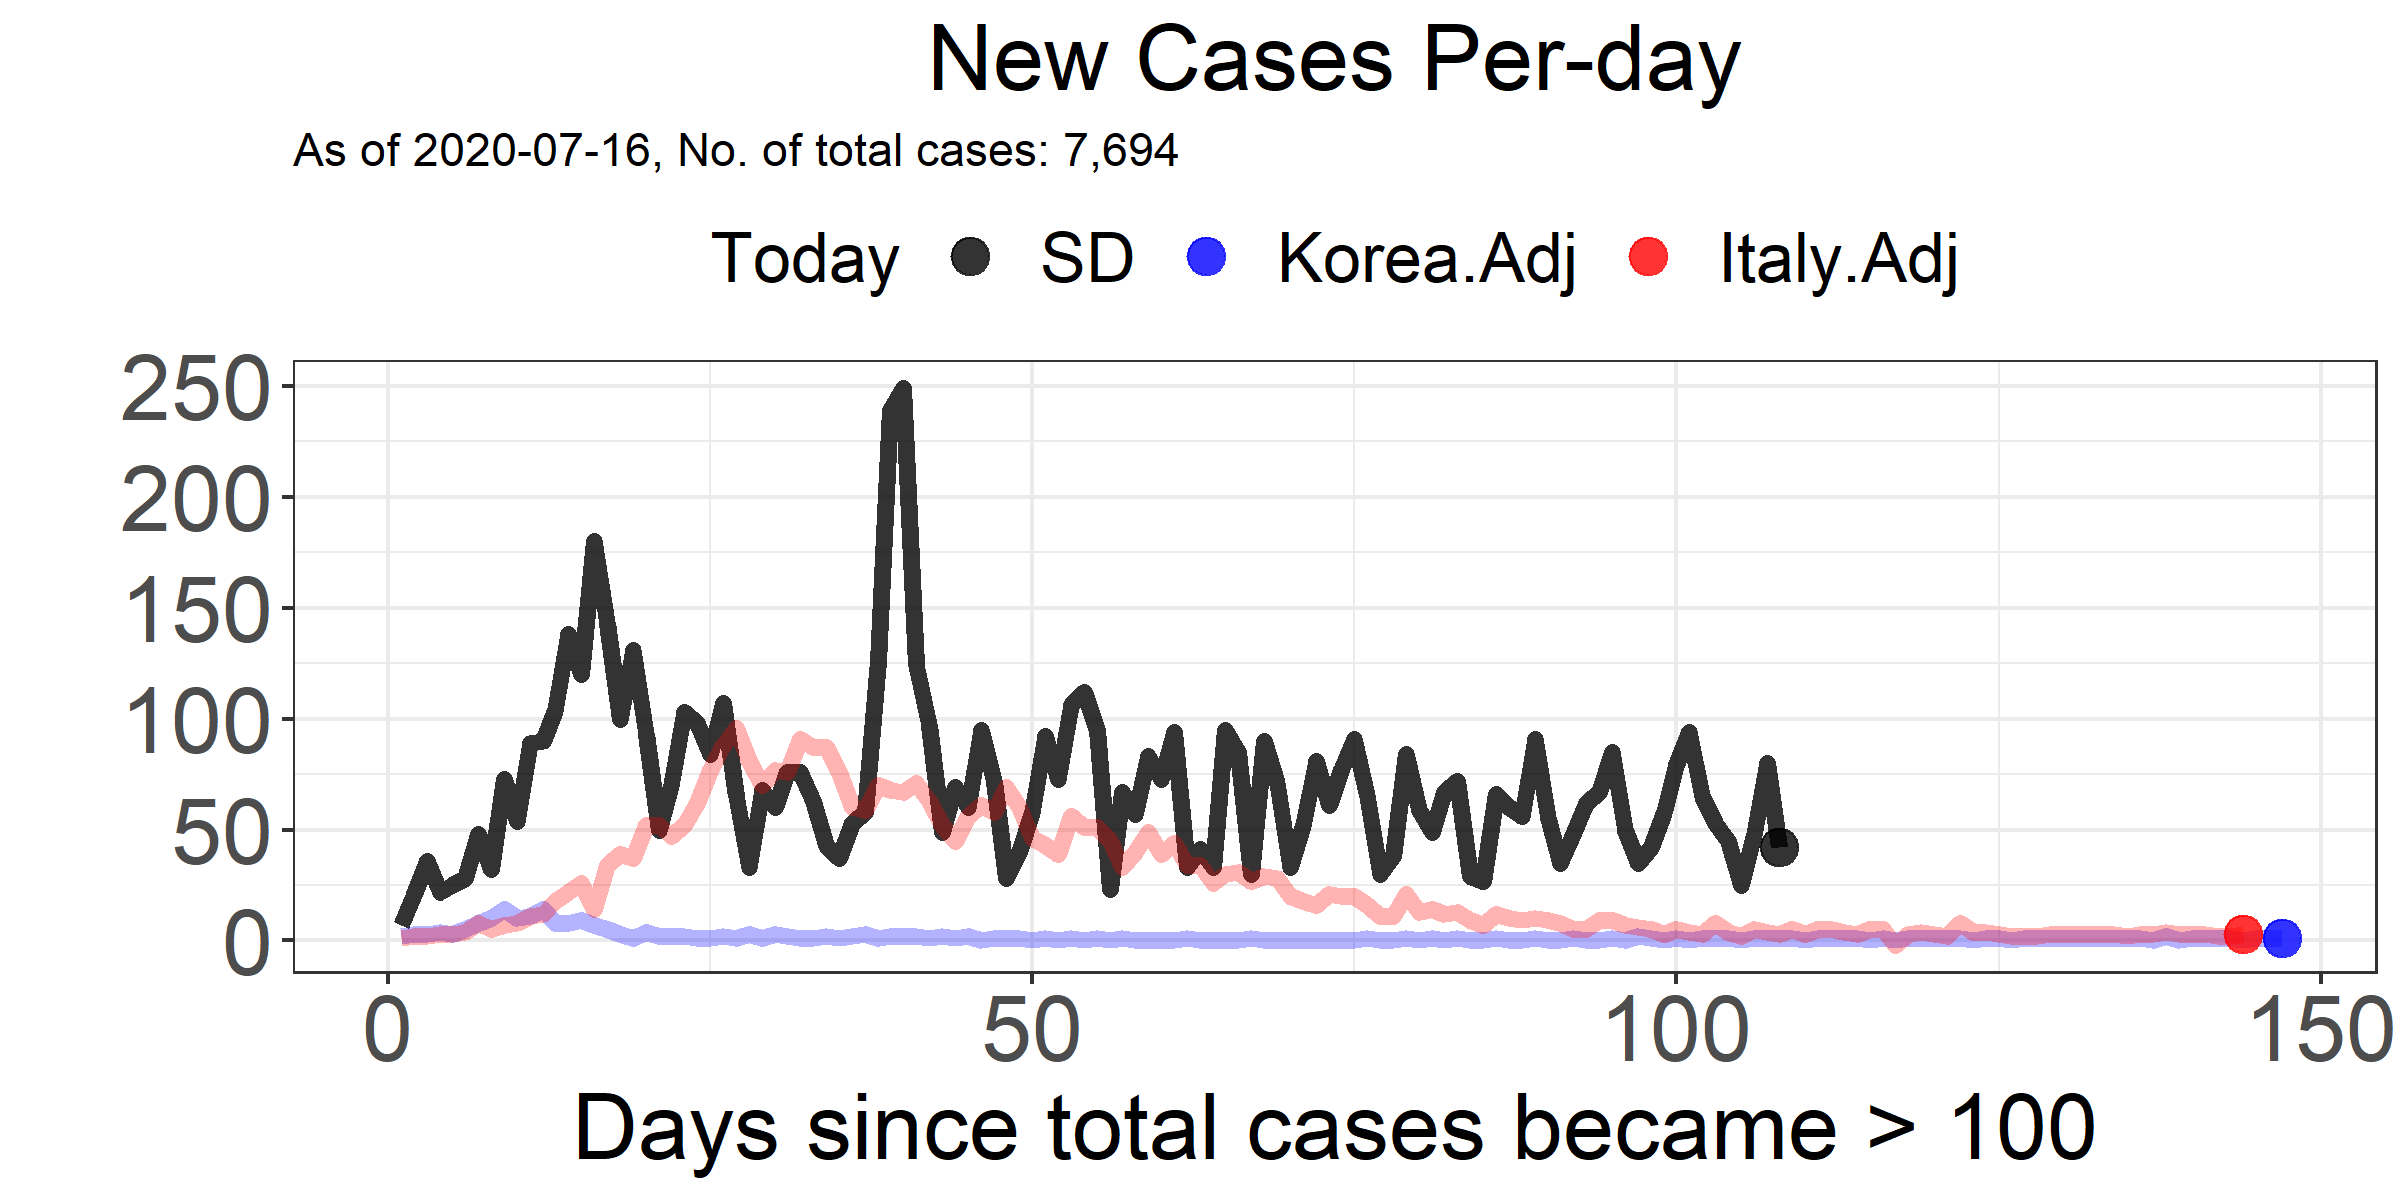 New Cases Per-day
As of 2020-07-16, No. of total cases: 7,694
Today SD Korea.Adj Italy.Adj
250
200
150
100
50
0
0 50 100 150
Days since total cases became > 100